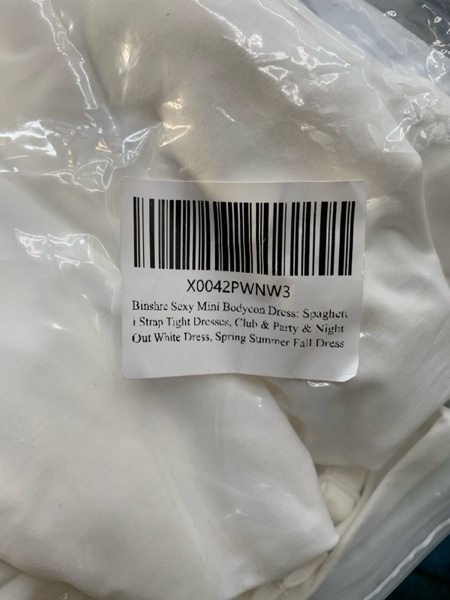 X0042PWNW3
Binshre Sexy Mini Bodycon Dress: Spaghett
i Strap Tight Dresses, Club & Party & Night
Out White Dress, Spring Summer Fall Dress